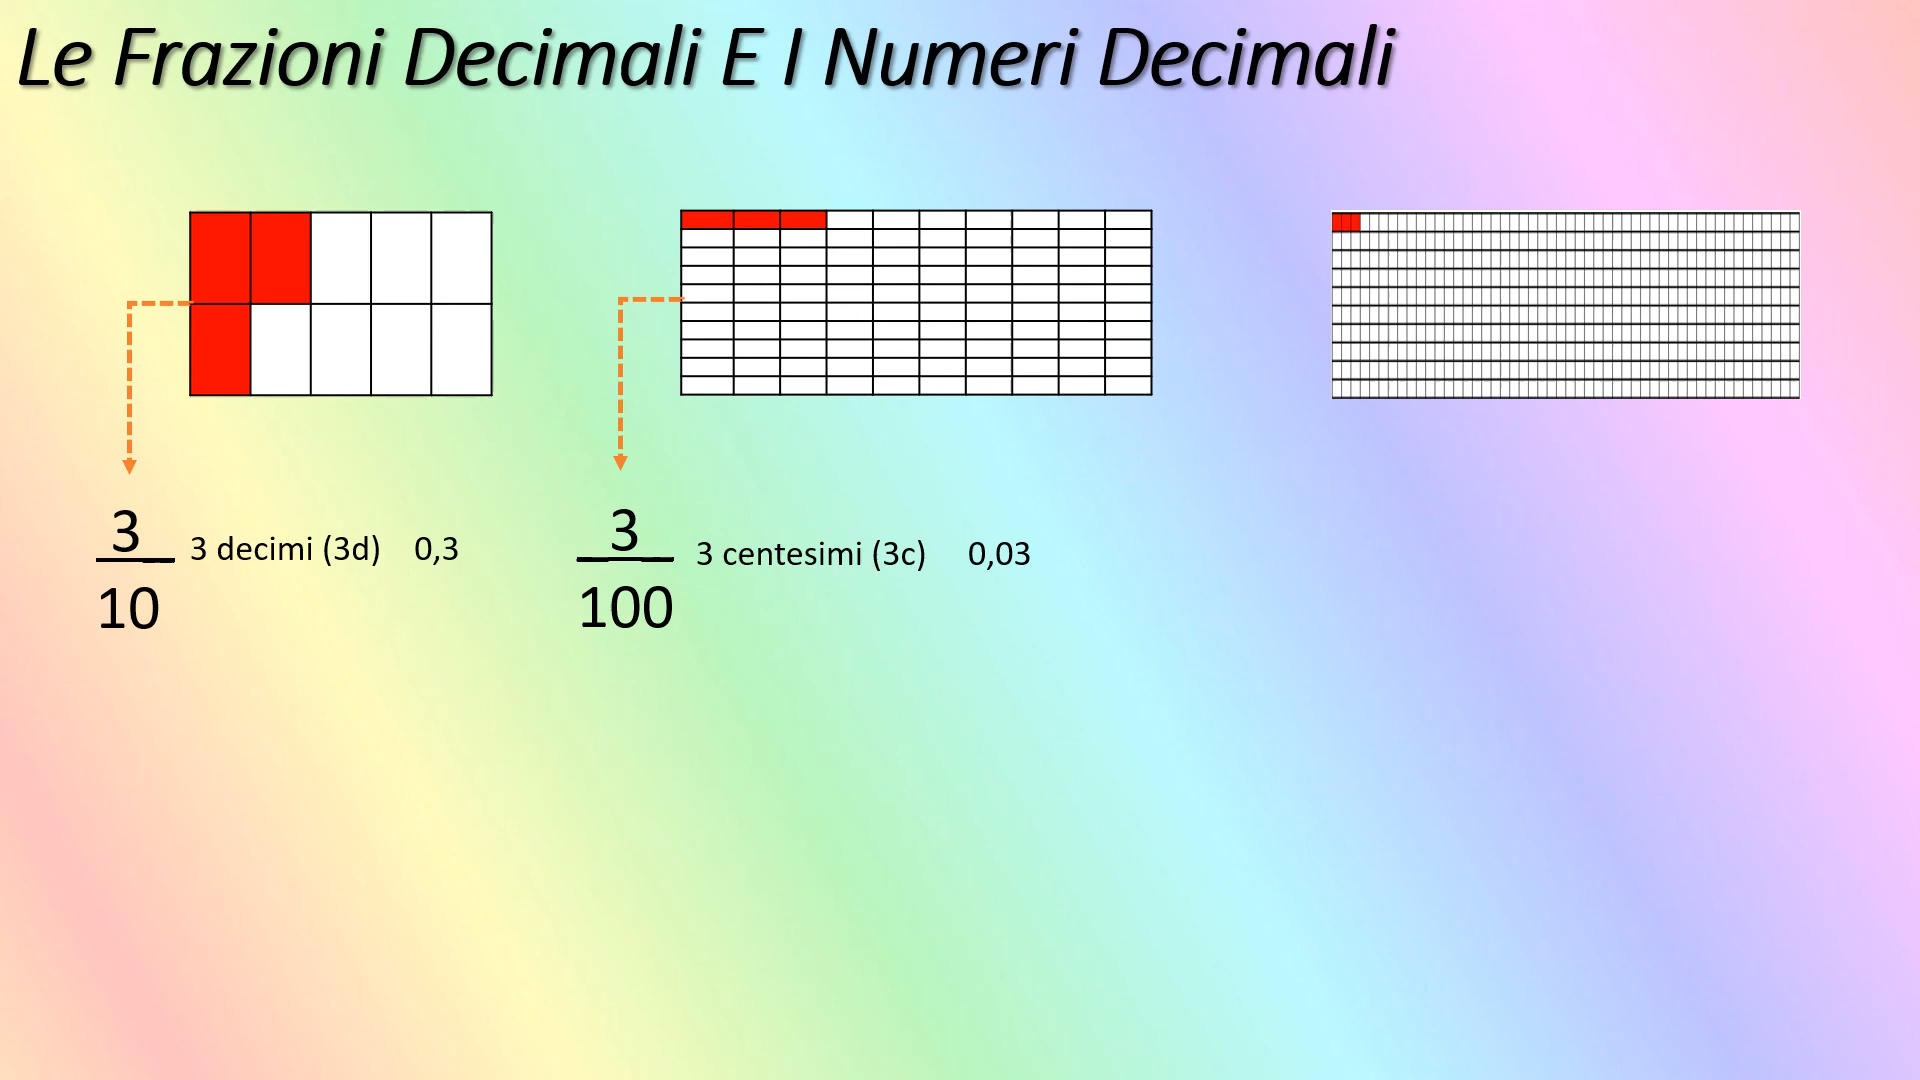 Le Frazioni Decimali E I Numeri Decimali
3
10
3 decimi (3d) 0,3
3
100
3 centesimi (3c) 0,03